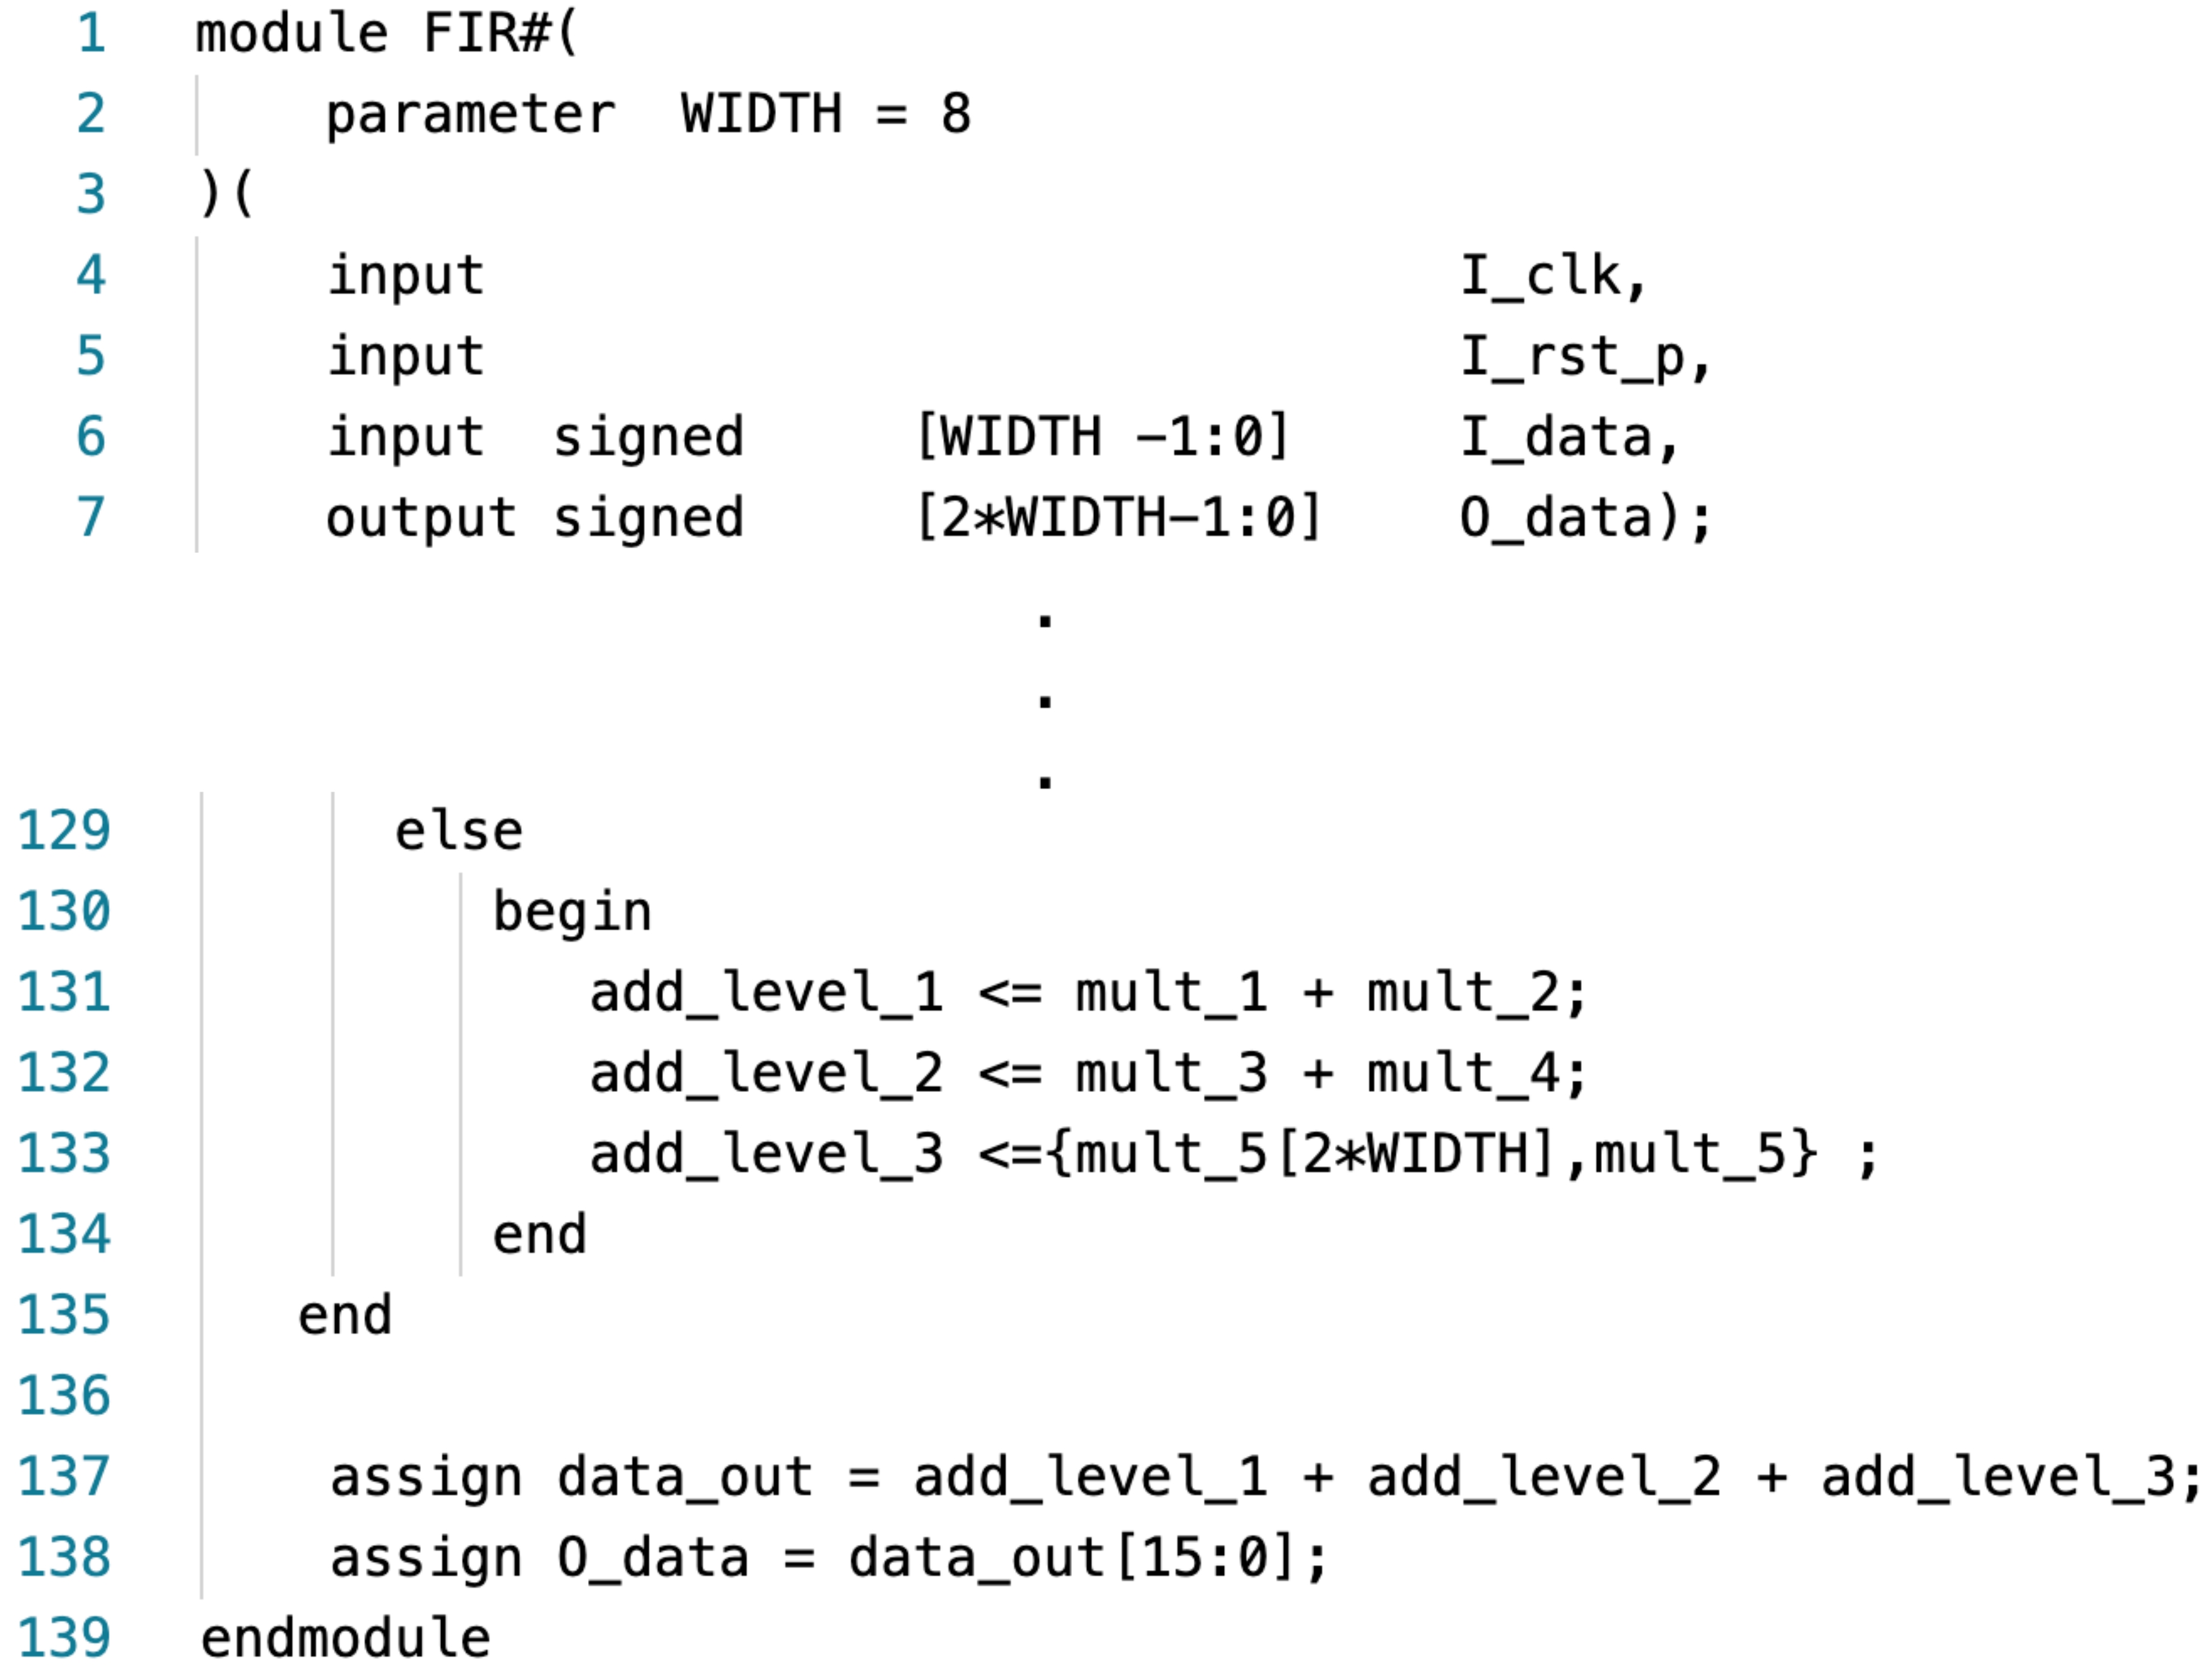 1 module FIR#(
2 parameter  WIDTH = 8
3 )(
4 input I_clk,
5 input I_rst_p,
6 input  signed [WIDTH -1:0] I_data,
7 output signed [2*WIDTH-1:0] O_data);
.
.
.
129 else
130 begin
131 add_level_1 <= mult_1 + mult_2;
132 add_level_2 <= mult_3 + mult_4;
133 add_level_3 <={mult_5[2*WIDTH],mult_5} ;
134 end
135 end
136
137 assign data_out = add_level_1 + add_level_2 + add_level_3;
138 assign O_data = data_out[15:0];
139 endmodule